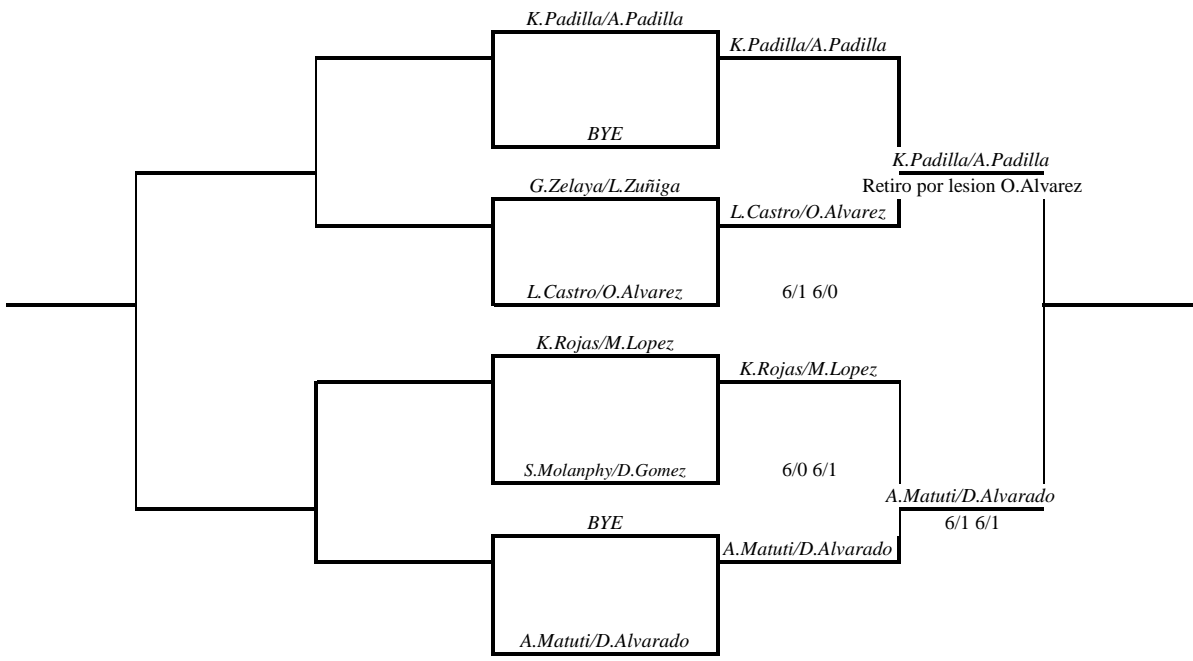 K.Padilla/A.Padilla
K.Padilla/A.Padilla
BYE
K.Padilla/A.Padilla
G.Zelaya/L.Zuñiga
Retiro por lesion O.Alvarez
L.Castro/O.Alvarez
L.Castro/O.Alvarez
6/1 6/0
K.Rojas/M.Lopez
K.Rojas/M.Lopez
S.Molanphy/D.Gomez
6/0 6/1
A.Matuti/D.Alvarado
BYE
6/1 6/1
A.Matuti/D.Alvarado
A.Matuti/D.Alvarado